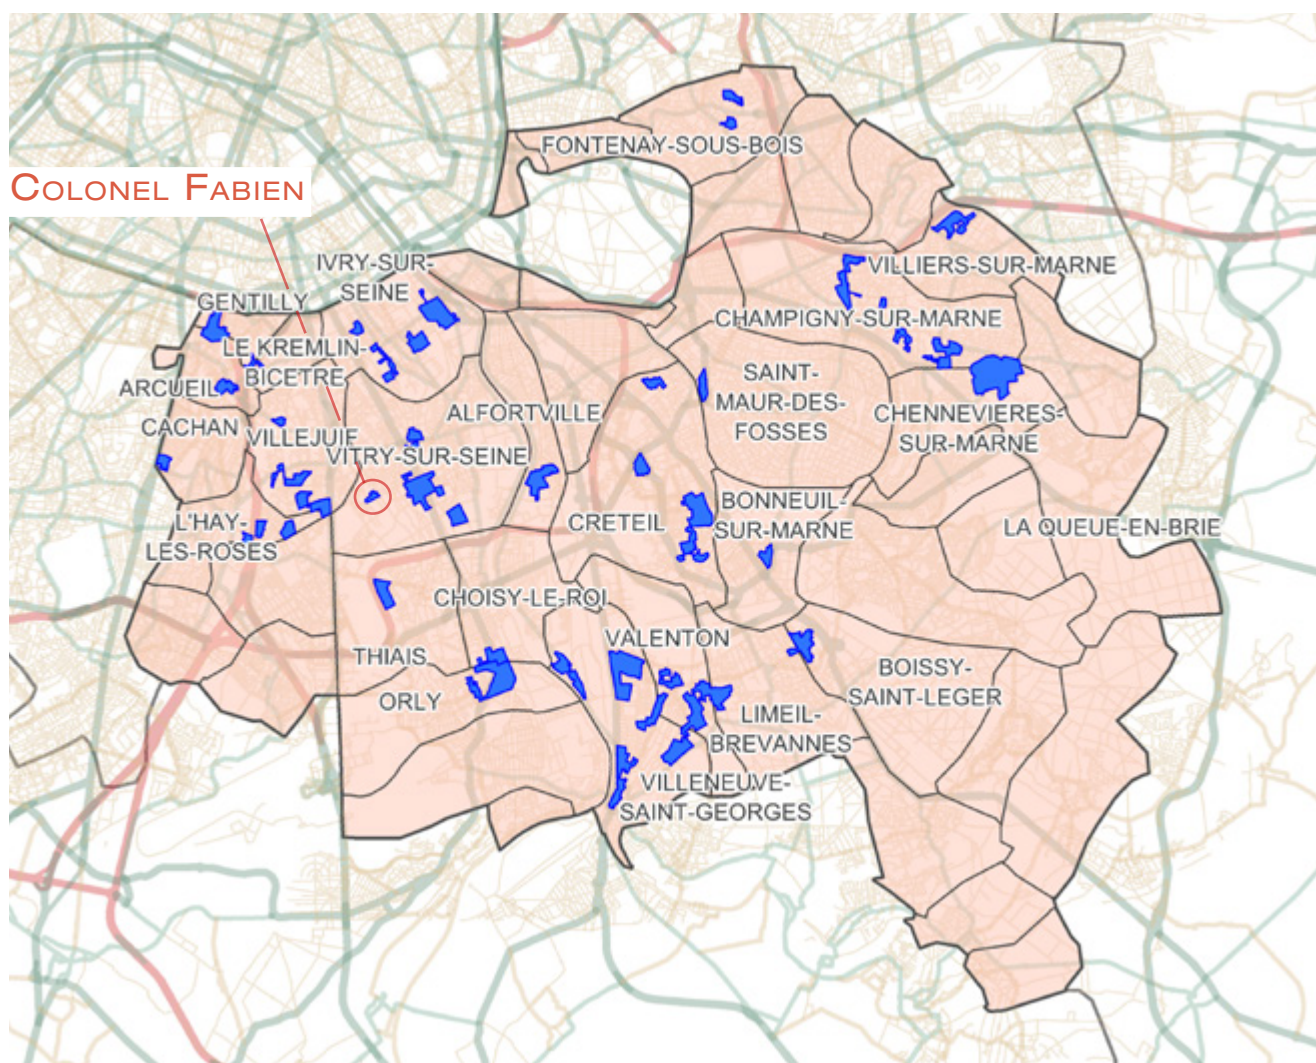 FONTENAY-SOUS-BOIS
COLONEL FABIEN
IVRY-SUR-
SEINE
VILLIERS-SUR-MARNE
GENTILLY
CHAMPIGNY-SUR-MARNE
LE KREMLIN-
BICETRE
ARCUEIL
SAINT-
MAUR-DES-
FOSSES
CHENNEVIERES-
SUR-MARNE
ALFORTVILLE
CACHAN
VILLEJUIF
VITRY-SUR-SEINE
BONNEUIL-
SUR-MARNE
CRETEIL
L'HAY-
LES-ROSES
LA QUEUE-EN-BRIE
CHOISY-LE-ROI
VALENTON
THIAIS
BOISSY-
SAINT-LEGER
ORLY
LIMEIL-
BREVANNES
VILLENEUVE-
SAINT-GEORGES